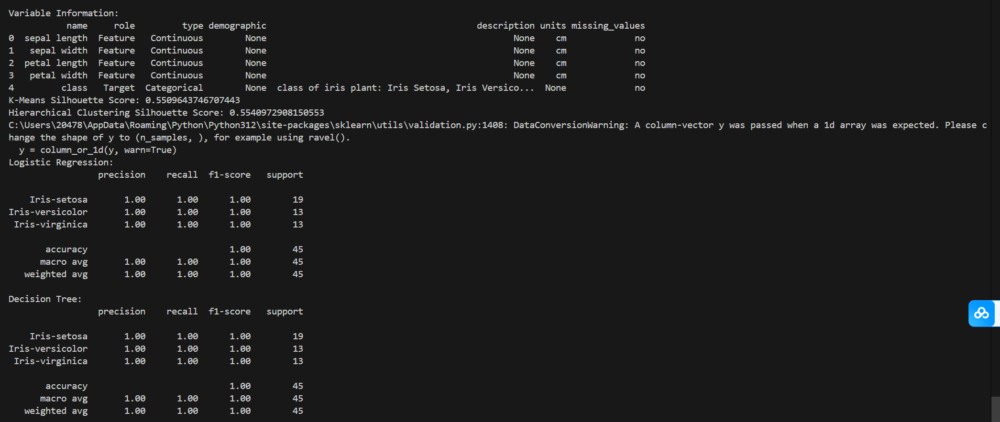 Variable Information:
name role type demographic description units missing_values
0 sepal length Feature Continuous None None cm no
1 sepal width Feature Continuous None None cm no
2 petal length Feature Continuous None None cm no
3 petal width Feature Continuous None None cm no
4 class Target Categorical None class of iris plant: Iris Setosa, Iris Versico... None no
K-Means Silhouette Score: 0.5509643746707443
Hierarchical Clustering Silhouette Score: 0.5540972908150553
C:\Users\20478\AppData\Roaming\Python\Python312\site-packages\sklearn\utils\validation.py:1408: DataConversionWarning: A column-vector y was passed when a 1d array was expected. Please c
hange the shape of y to (n_samples, ), for example using ravel().
y = column_or_1d(y, warn=True)
Logistic Regression:
precision recall f1-score support
Iris-setosa 1.00 1.00 1.00 19
Iris-versicolor 1.00 1.00 1.00 13
Iris-virginica 1.00 1.00 1.00 13
accuracy 1.00 45
macro avg 1.00 1.00 1.00 45
weighted avg 1.00 1.00 1.00 45
Decision Tree:
precision recall f1-score support
Iris-setosa 1.00 1.00 1.00 19
Iris-versicolor 1.00 1.00 1.00 13
Iris-virginica 1.00 1.00 1.00 13
accuracy 1.00 45
macro avg 1.00 1.00 1.00 45
weighted avg 1.00 1.00 1.00 45